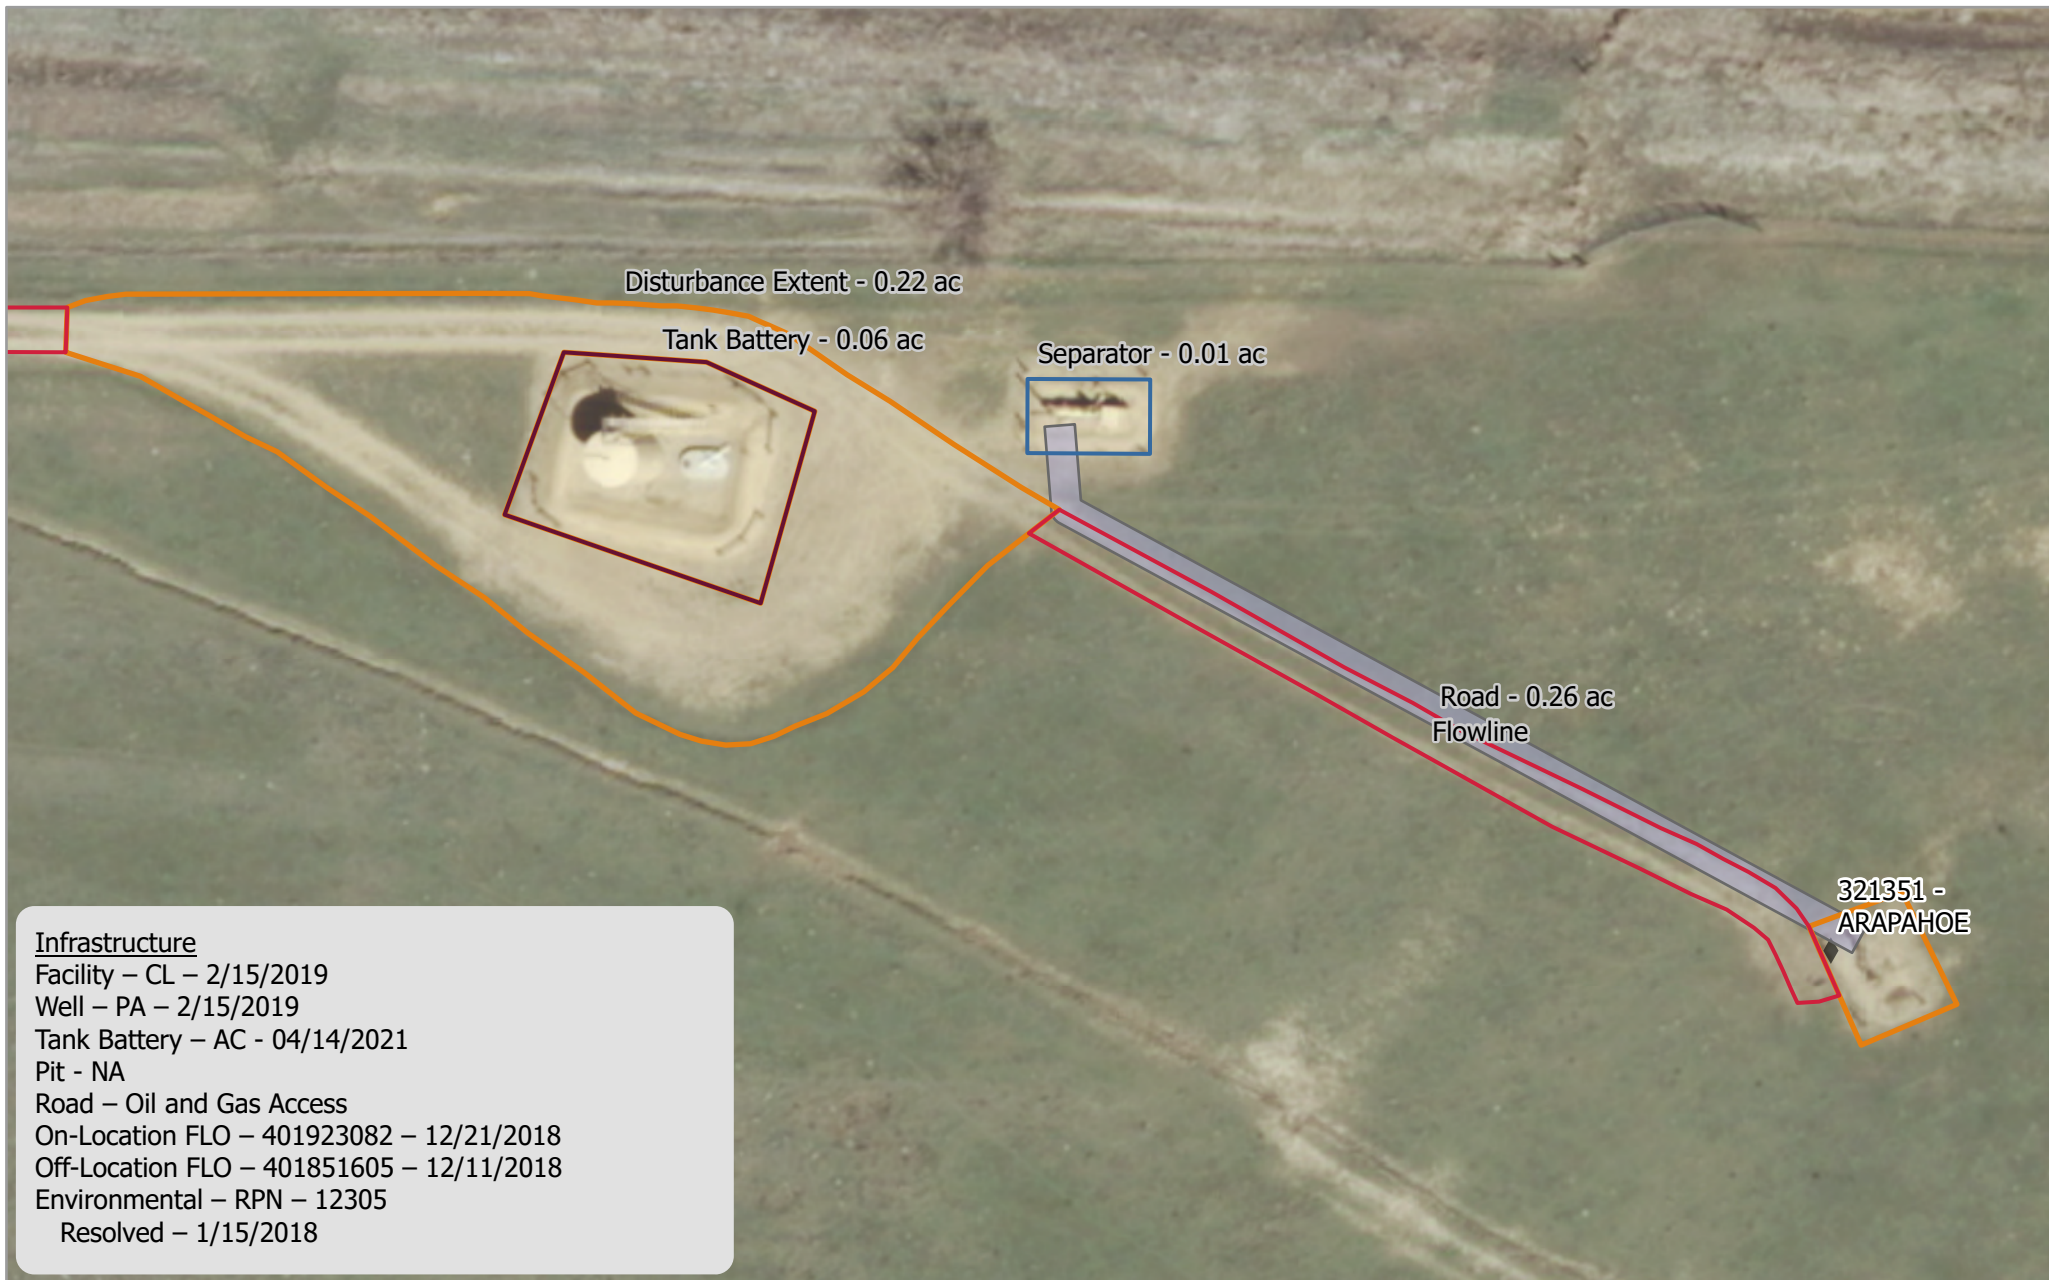 Disturbance Extent - 0.22 ac
Tank Battery - 0.06 ac
Separator - 0.01 ac
Road - 0.26 ac
Flowline
321351 -
ARAPAHOE
Infrastructure
Facility – CL – 2/15/2019
Well – PA – 2/15/2019
Tank Battery – AC - 04/14/2021
Pit - NA
Road – Oil and Gas Access
On-Location FLO – 401923082 – 12/21/2018
Off-Location FLO – 401851605 – 12/11/2018
Environmental – RPN – 12305
Resolved – 1/15/2018